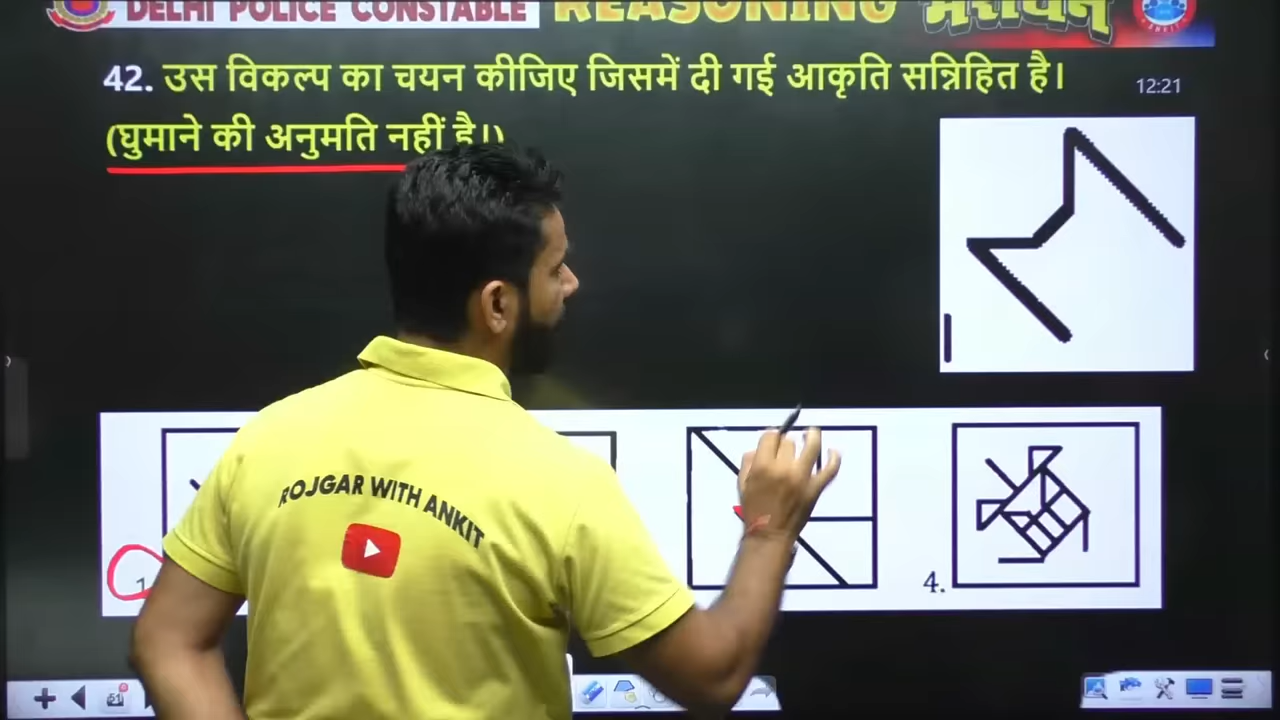 DELHI POLICE CONSTABLE REASONING मैराथन
42. उस विकल्प का चयन कीजिए जिसमें दी गई आकृति सन्निहित है।
12:21
(घुमाने की अनुमति नहीं है।)
ROJGAR WITH ANKIT
1
4.